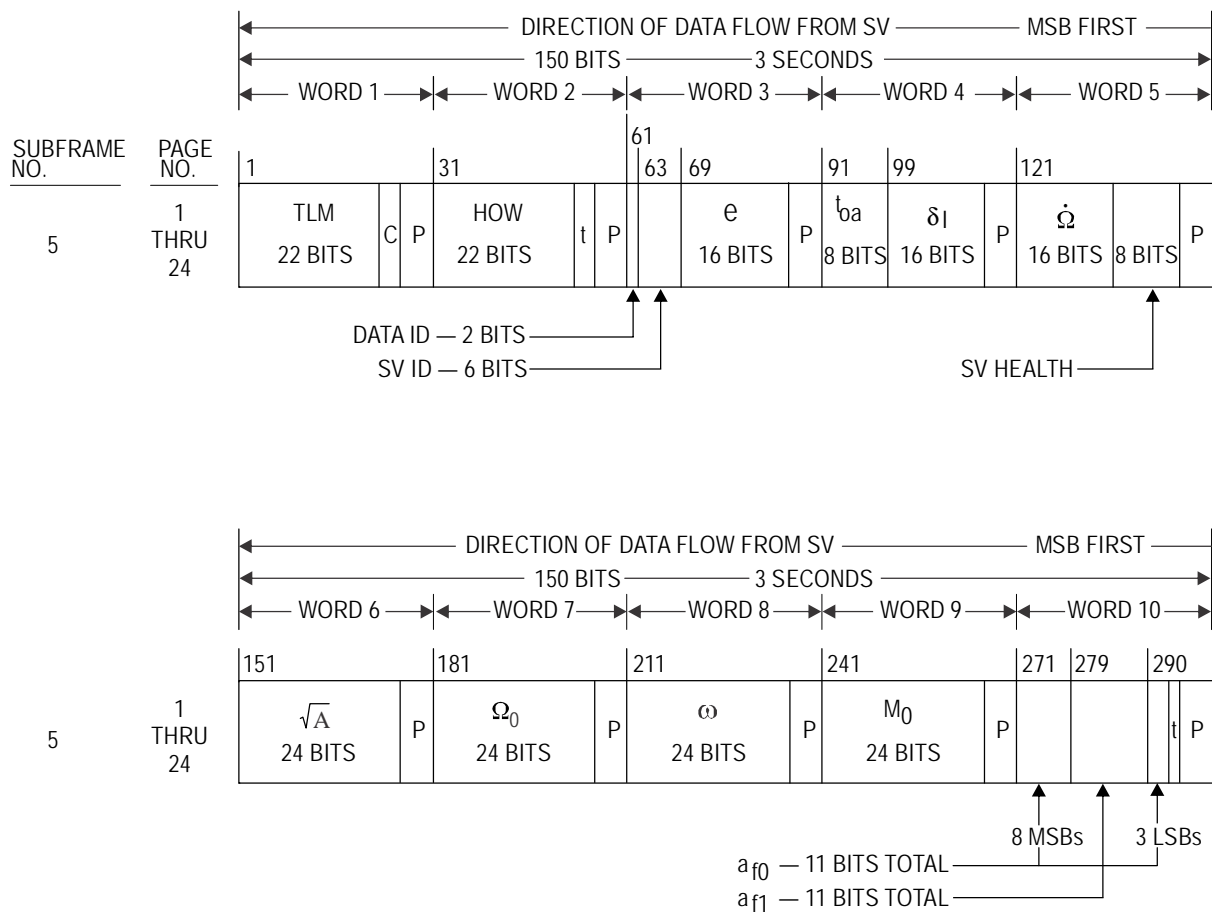 DIRECTION OF DATA FLOW FROM SV MSB FIRST
150 BITS 3 SECONDS
WORD 1 WORD 2 WORD 3 WORD 4 WORD 5
SUBFRAME NO. PAGE NO.
1 31 61 63 69 91 99 121
5 1 THRU 24
TLM 22 BITS C P HOW 22 BITS t P e 16 BITS P t_oa 8 BITS δI 16 BITS P Ω̇ 16 BITS 8 BITS P
DATA ID — 2 BITS
SV ID — 6 BITS SV HEALTH
DIRECTION OF DATA FLOW FROM SV MSB FIRST
150 BITS 3 SECONDS
WORD 6 WORD 7 WORD 8 WORD 9 WORD 10
151 181 211 241 271 279 290
5 1 THRU 24
√A 24 BITS P Ω₀ 24 BITS P ω 24 BITS P M₀ 24 BITS P t P
8 MSBs 3 LSBs
a_f0 — 11 BITS TOTAL
a_f1 — 11 BITS TOTAL